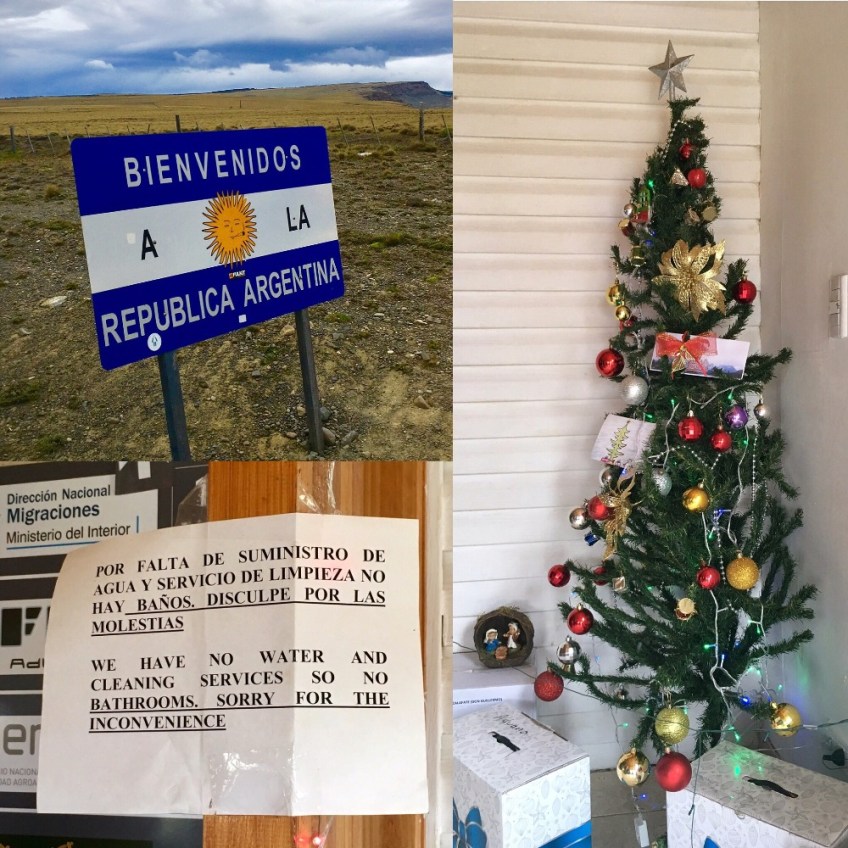 BIENVENIDOS
A LA
REPUBLICA ARGENTINA
Dirección Nacional
Migraciones
Ministerio del Interior
POR FALTA DE SUMINISTRO DE
AGUA Y SERVICIO DE LIMPIEZA NO
HAY BAÑOS. DISCULPE POR LAS
MOLESTIAS
WE HAVE NO WATER AND
CLEANING SERVICES SO NO
BATHROOMS. SORRY FOR THE
INCONVENIENCE